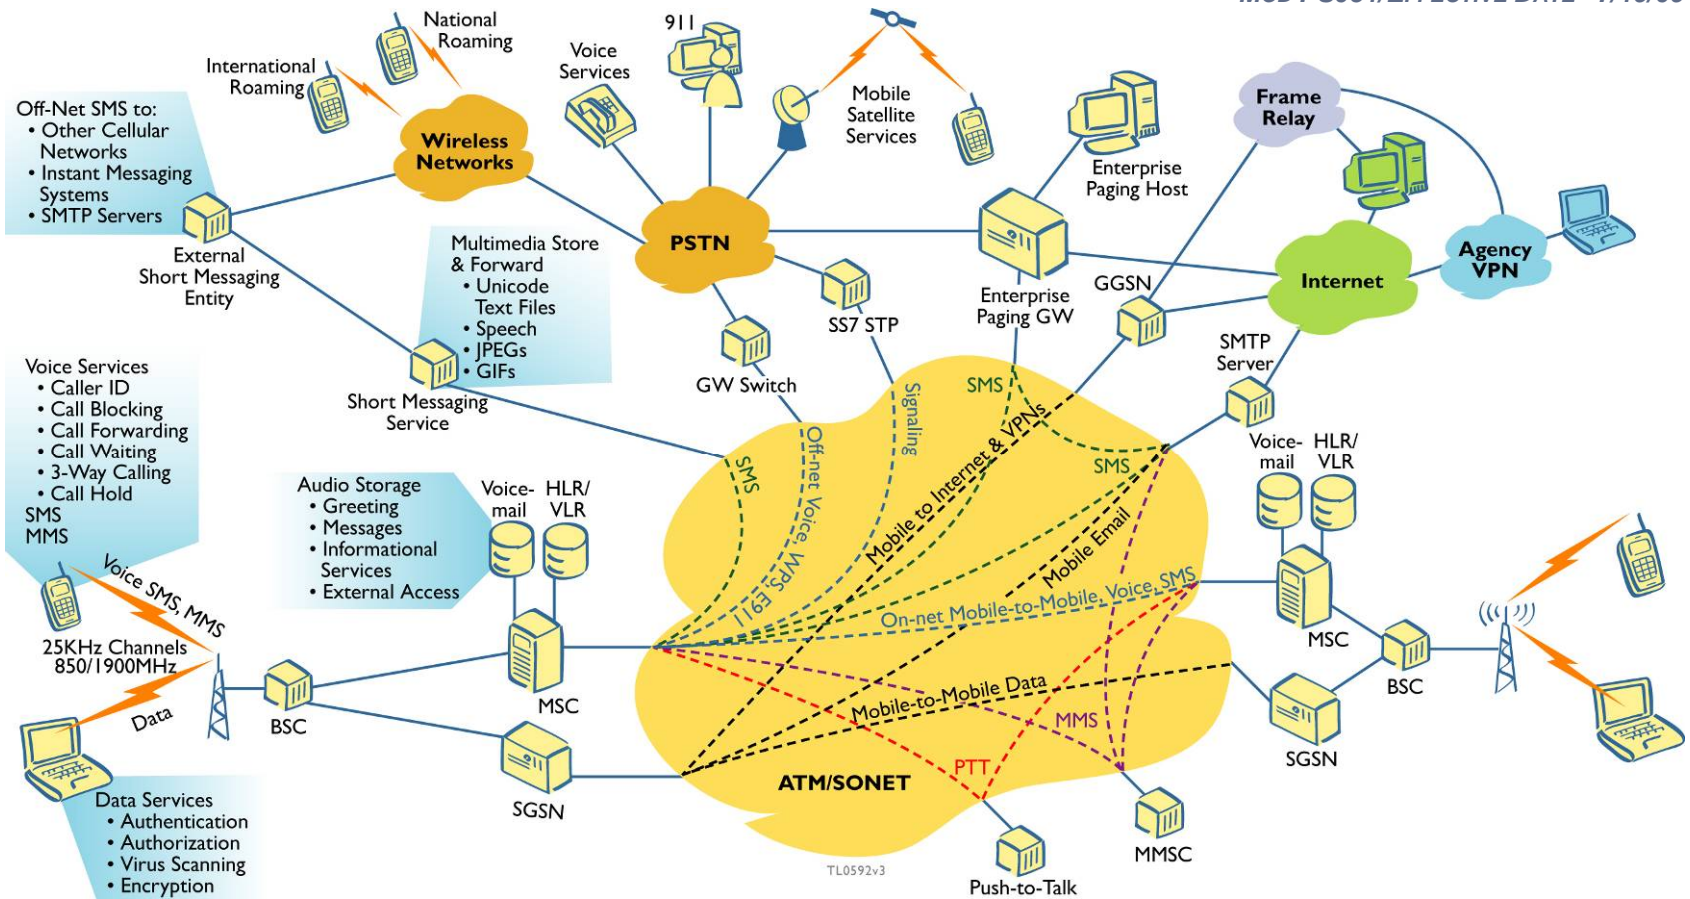 National
Roaming
International
Roaming
Off-Net SMS to:
• Other Cellular
Networks
• Instant Messaging
Systems
• SMTP Servers
Wireless
Networks
Voice
Services
911
Mobile
Satellite
Services
Enterprise
Paging Host
Frame
Relay
Agency
VPN
Internet
PSTN
External
Short Messaging
Entity
Multimedia Store
& Forward
• Unicode
Text Files
• Speech
• JPEGs
• GIFs
SS7 STP
Enterprise
Paging GW
GGSN
SMTP
Server
GW Switch
Short Messaging
Service
Voice Services
• Caller ID
• Call Blocking
• Call Forwarding
• Call Waiting
• 3-Way Calling
• Call Hold
SMS
MMS
Audio Storage
• Greeting
• Messages
• Informational
Services
• External Access
Voice-
mail
HLR/
VLR
SMS
Off-net Voice, WPS, E911
Signaling
SMS
Mobile to Internet & VPNs
SMS
Mobile Email
On-net Mobile-to-Mobile, Voice, SMS
Mobile-to-Mobile Data
MMS
PTT
ATM/SONET
Voice-
mail
HLR/
VLR
MSC
BSC
SGSN
Voice SMS, MMS
25KHz Channels
850/1900MHz
Data
BSC
MSC
SGSN
Data Services
• Authentication
• Authorization
• Virus Scanning
• Encryption
Push-to-Talk
MMSC
TL0592v3